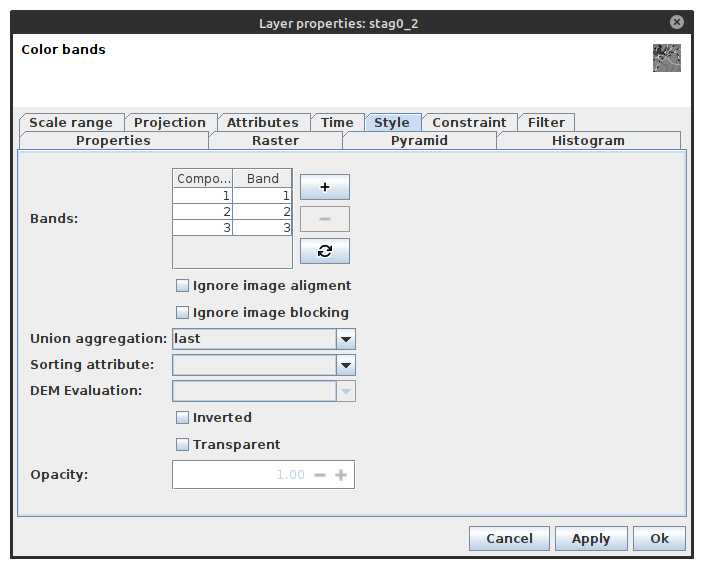 Layer properties: stag0_2
Color bands
Scale range Projection Attributes Time Style Constraint Filter
Properties Raster Pyramid Histogram
Compo... Band
1 1
Bands: 2 2
3 3
Ignore image aligment
Ignore image blocking
Union aggregation: last
Sorting attribute:
DEM Evaluation:
Inverted
Transparent
Opacity: 1.00
Cancel Apply Ok